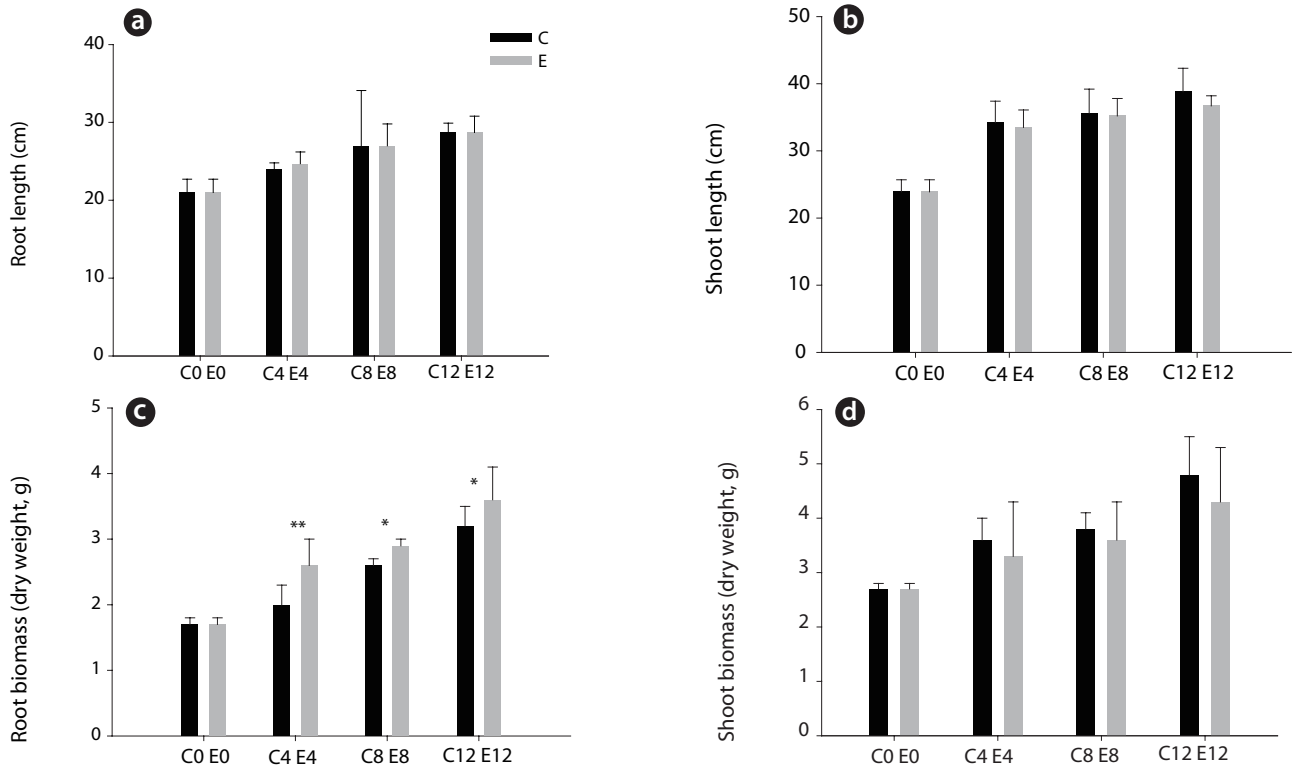 a
C
E
40
30
20
10
0
Root length (cm)
C0 E0 C4 E4 C8 E8 C12 E12
b
50
40
30
20
10
0
Shoot length (cm)
C0 E0 C4 E4 C8 E8 C12 E12
c
5
4
3
2
1
0
Root biomass (dry weight, g)
**
*
*
C0 E0 C4 E4 C8 E8 C12 E12
d
6
5
4
3
2
1
0
Shoot biomass (dry weight, g)
C0 E0 C4 E4 C8 E8 C12 E12